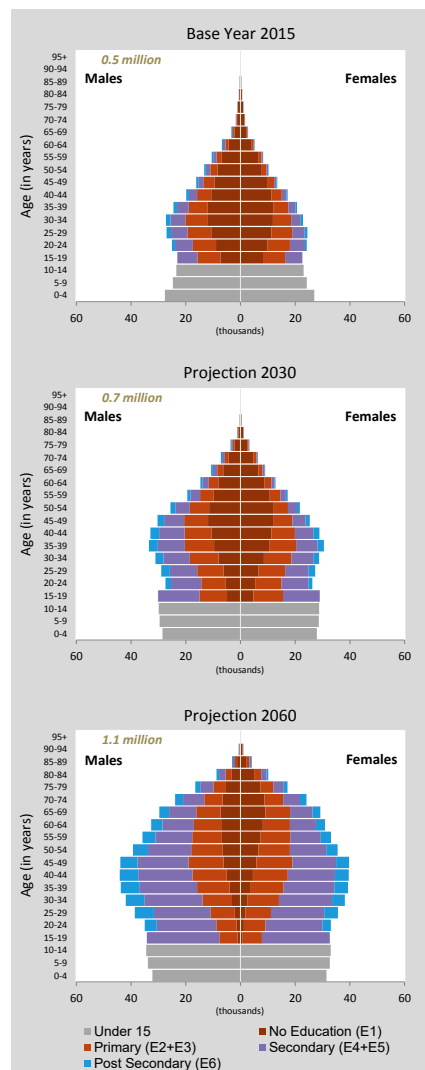 Base Year 2015
0.5 million
Males
Females
Age (in years)
95+
90-94
85-89
80-84
75-79
70-74
65-69
60-64
55-59
50-54
45-49
40-44
35-39
30-34
25-29
20-24
15-19
10-14
5-9
0-4
60 40 20 0 20 40 60
(thousands)
Projection 2030
0.7 million
Males
Females
Age (in years)
95+
90-94
85-89
80-84
75-79
70-74
65-69
60-64
55-59
50-54
45-49
40-44
35-39
30-34
25-29
20-24
15-19
10-14
5-9
0-4
60 40 20 0 20 40 60
(thousands)
Projection 2060
1.1 million
Males
Females
Age (in years)
95+
90-94
85-89
80-84
75-79
70-74
65-69
60-64
55-59
50-54
45-49
40-44
35-39
30-34
25-29
20-24
15-19
10-14
5-9
0-4
60 40 20 0 20 40 60
(thousands)
Under 15 No Education (E1)
Primary (E2+E3) Secondary (E4+E5)
Post Secondary (E6)